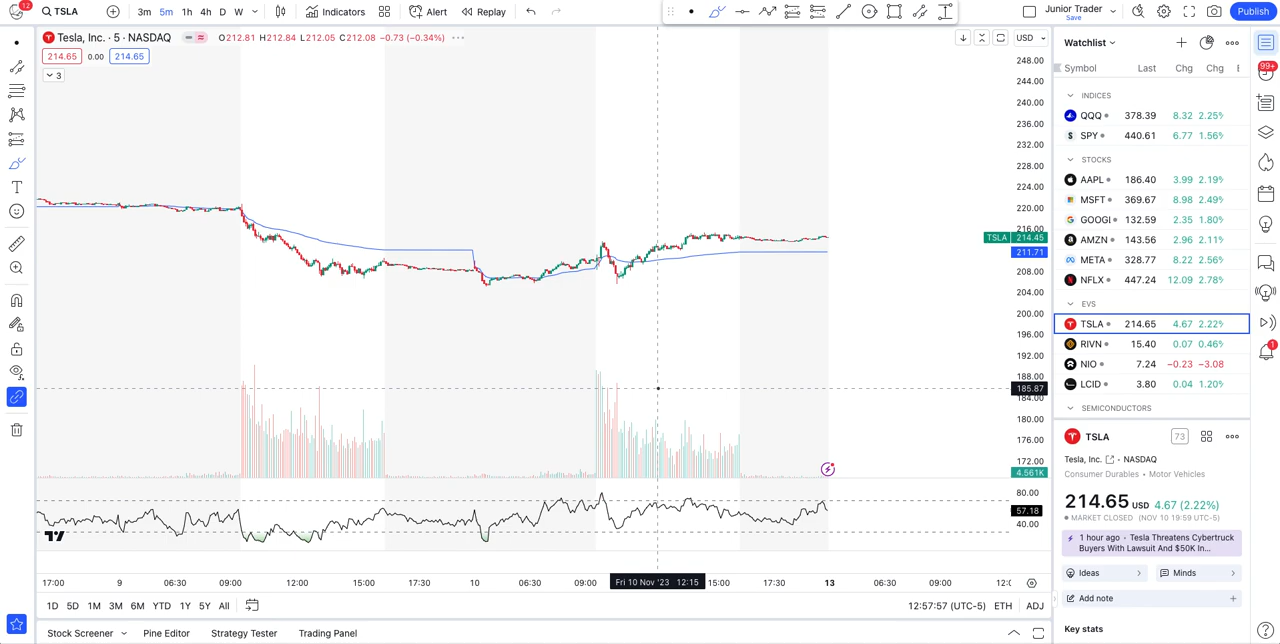 12 TSLA 3m 5m 1h 4h D W Indicators Alert Replay Junior Trader Save Publish
Tesla, Inc. · 5 · NASDAQ O212.81 H212.84 L212.05 C212.08 −0.73 (−0.34%) USD
214.65 0.00 214.65
3
248.00
244.00
240.00
236.00
232.00
228.00
224.00
220.00
216.00
TSLA 214.45
211.71
208.00
204.00
200.00
196.00
192.00
188.00
185.87
184.00
180.00
176.00
172.00
4.561K
80.00
57.18
40.00
17:00 9 06:30 09:00 12:00 15:00 17:30 10 06:30 09:00 Fri 10 Nov '23 12:15 15:00 17:30 13 06:30 09:00
1D 5D 1M 3M 6M YTD 1Y 5Y All 12:57:57 (UTC-5) ETH ADJ
Stock Screener Pine Editor Strategy Tester Trading Panel
Watchlist
Symbol Last Chg Chg
INDICES
QQQ 378.39 8.32 2.25%
SPY 440.61 6.77 1.56%
STOCKS
AAPL 186.40 3.99 2.19%
MSFT 369.67 8.98 2.49%
GOOGL 132.59 2.35 1.80%
AMZN 143.56 2.96 2.11%
META 328.77 8.22 2.56%
NFLX 447.24 12.09 2.78%
EVS
TSLA 214.65 4.67 2.22%
RIVN 15.40 0.07 0.46%
NIO 7.24 −0.23 −3.08
LCID 3.80 0.04 1.20%
SEMICONDUCTORS
TSLA 73
Tesla, Inc. · NASDAQ
Consumer Durables • Motor Vehicles
214.65 USD 4.67 (2.22%)
MARKET CLOSED (NOV 10 19:59 UTC-5)
1 hour ago · Tesla Threatens Cybertruck
Buyers With Lawsuit And $50K In...
Ideas Minds
Add note
Key stats
99+
1